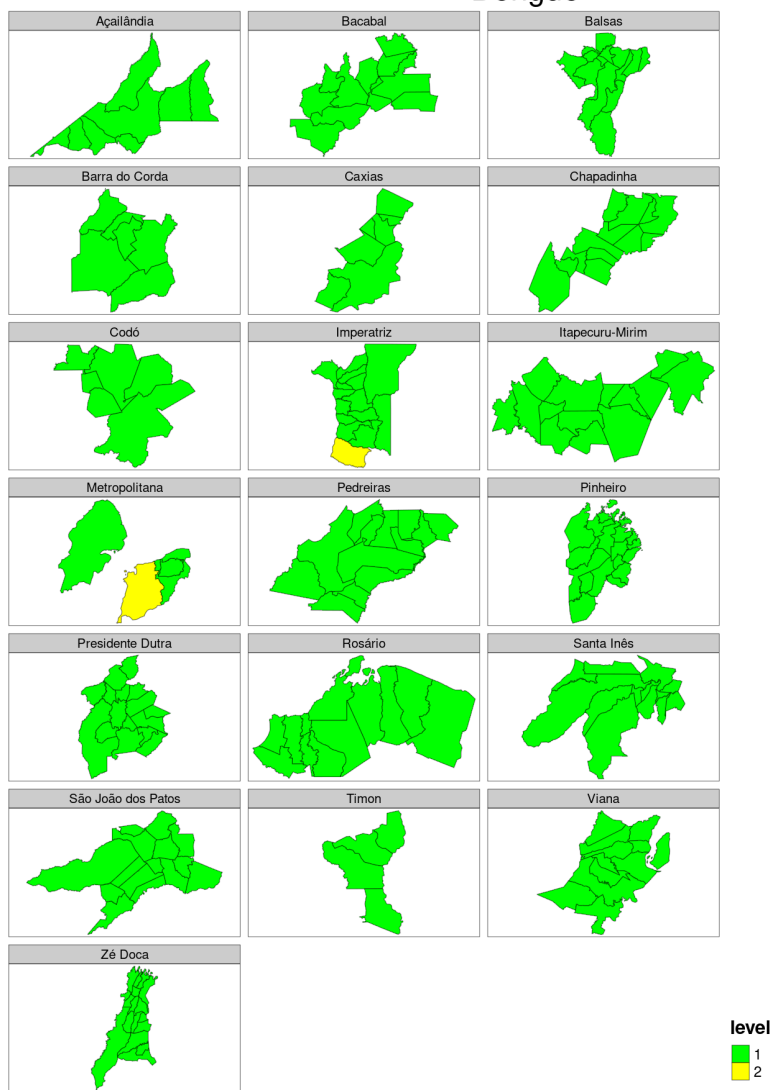 Açailândia
Bacabal
Balsas
Barra do Corda
Caxias
Chapadinha
Codó
Imperatriz
Itapecuru-Mirim
Metropolitana
Pedreiras
Pinheiro
Presidente Dutra
Rosário
Santa Inês
São João dos Patos
Timon
Viana
Zé Doca
level
1
2